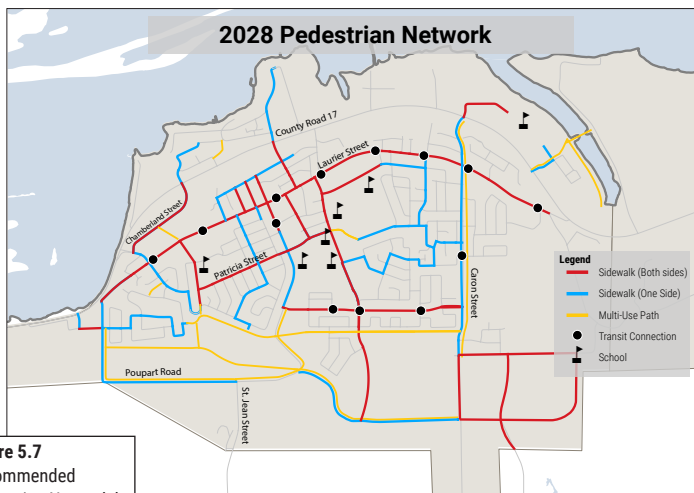 2028 Pedestrian Network
County Road 17
Laurier Street
Chamberland Street
Patricia Street
Caron Street
Legend
Sidewalk (Both sides)
Sidewalk (One Side)
Multi-Use Path
Transit Connection
School
Poupart Road
St. Jean Street
re 5.7
ommended